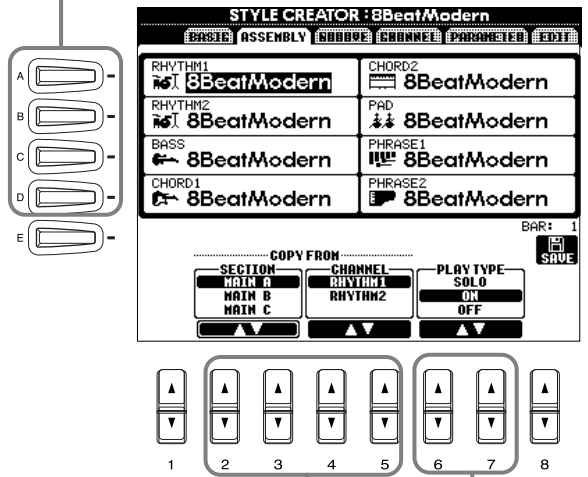 STYLE CREATOR : 8BeatModern
BASIC ASSEMBLY GROOVE CHANNEL PARAMETER EDIT
RHYTHM1
8BeatModern
CHORD2
8BeatModern
RHYTHM2
8BeatModern
PAD
8BeatModern
BASS
8BeatModern
PHRASE1
8BeatModern
CHORD1
8BeatModern
PHRASE2
8BeatModern
A
B
C
D
E
BAR: 1
SAVE
COPY FROM
SECTION CHANNEL PLAY TYPE
MAIN A RHYTHM1 SOLO
MAIN B RHYTHM2 ON
MAIN C OFF
1 2 3 4 5 6 7 8